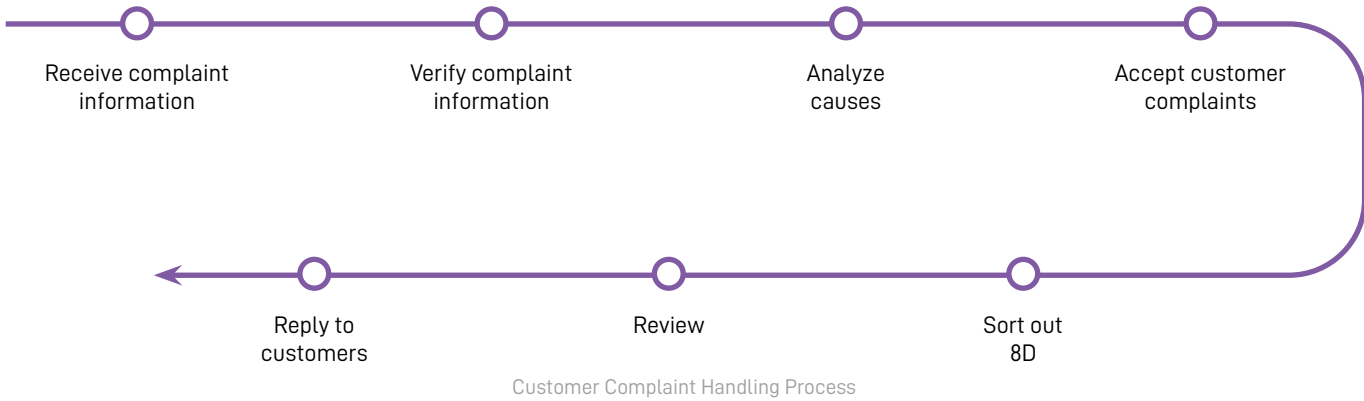 Receive complaint
information
Verify complaint
information
Analyze
causes
Accept customer
complaints
Sort out
8D
Review
Reply to
customers
Customer Complaint Handling Process